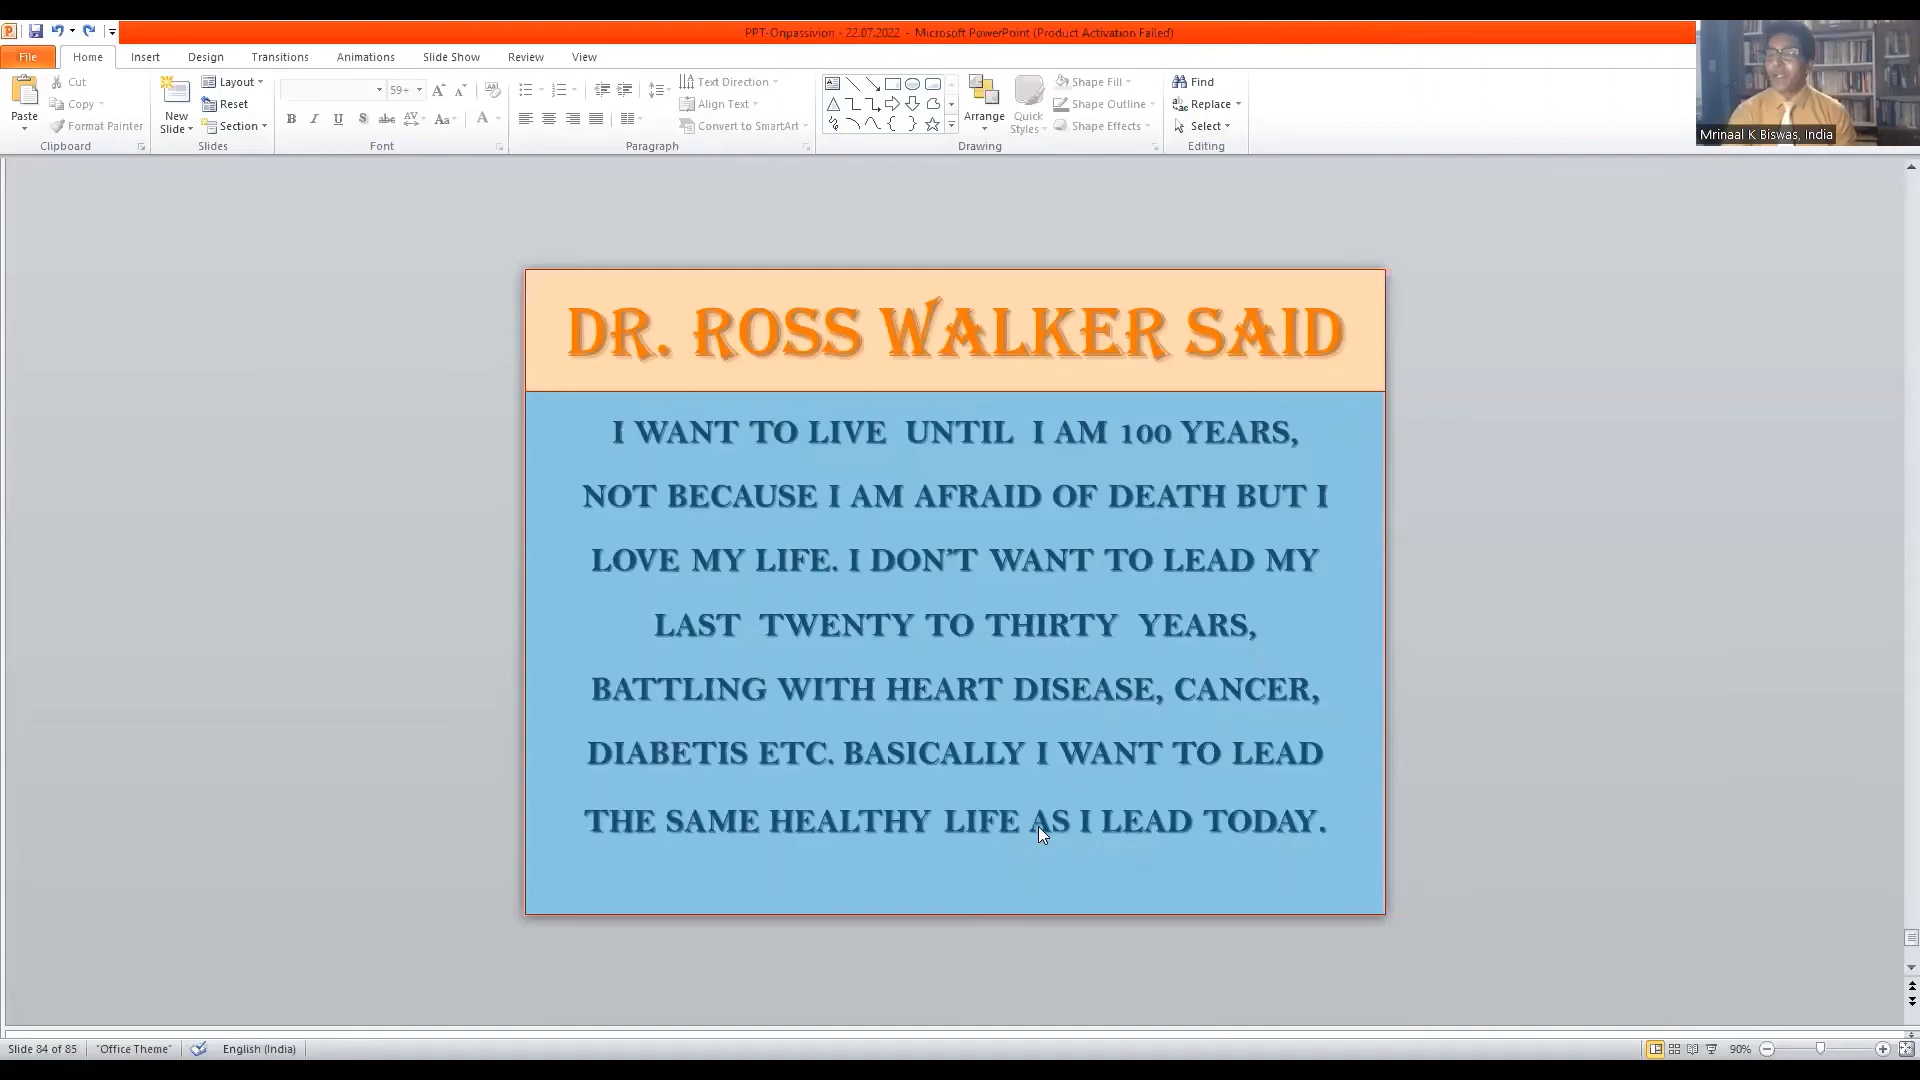 PPT-Onpassivion - 22.07.2022 - Microsoft PowerPoint (Product Activation Failed)
File Home Insert Design Transitions Animations Slide Show Review View
Paste
Cut
Copy
Format Painter
Clipboard
New Slide
Layout
Reset
Section
Slides
59+
B I U S abc AV Aa A
Font
Text Direction
Align Text
Convert to SmartArt
Paragraph
Arrange
Quick Styles
Shape Fill
Shape Outline
Shape Effects
Drawing
Find
Replace
Select
Editing
Mrinaal K Biswas, India
DR. ROSS WALKER SAID
I WANT TO LIVE UNTIL I AM 100 YEARS,
NOT BECAUSE I AM AFRAID OF DEATH BUT I
LOVE MY LIFE. I DON'T WANT TO LEAD MY
LAST TWENTY TO THIRTY YEARS,
BATTLING WITH HEART DISEASE, CANCER,
DIABETIS ETC. BASICALLY I WANT TO LEAD
THE SAME HEALTHY LIFE AS I LEAD TODAY.
Slide 84 of 85 "Office Theme" English (India) 90%